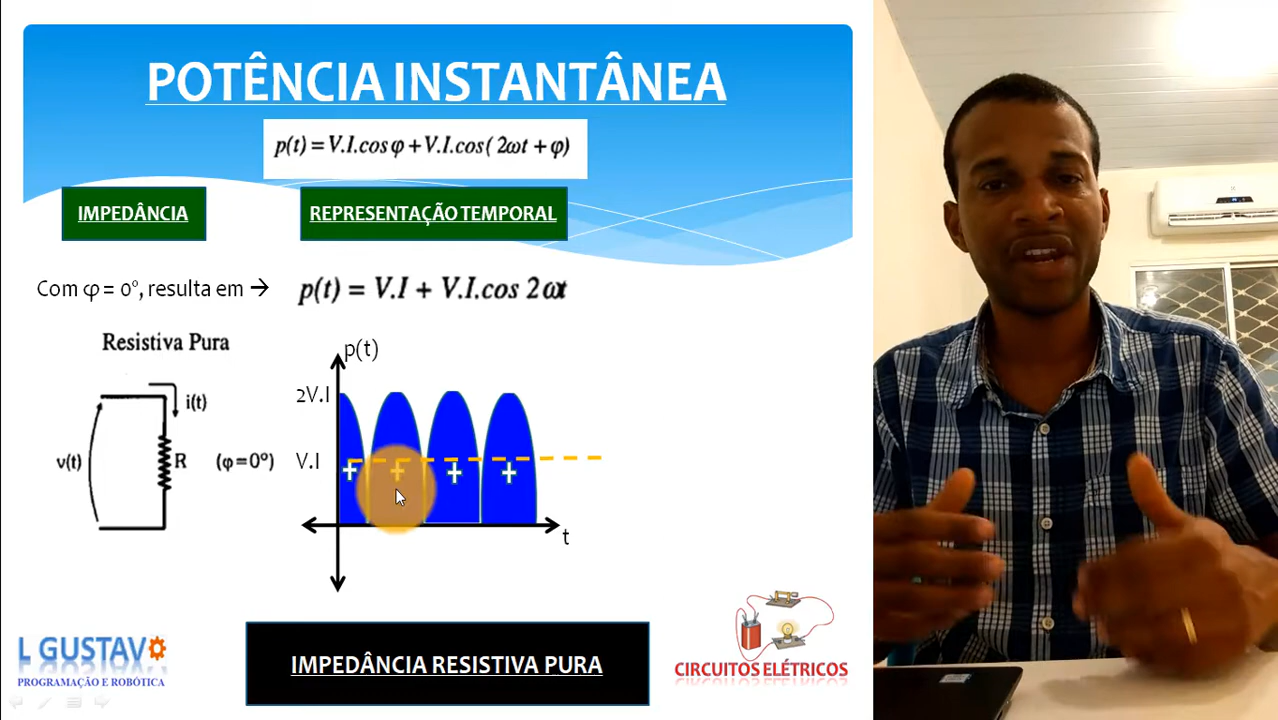 POTÊNCIA INSTANTÂNEA
p(t) = V.I.cos φ + V.I.cos( 2ωt + φ)
IMPEDÂNCIA
REPRESENTAÇÃO TEMPORAL
Com φ = 0º, resulta em → p(t) = V.I + V.I.cos 2ωt
Resistiva Pura
p(t)
2V.I
i(t)
v(t)
R
(φ=0º)
V.I
+ + + +
t
L GUSTAVO
PROGRAMAÇÃO E ROBÓTICA
IMPEDÂNCIA RESISTIVA PURA
CIRCUITOS ELÉTRICOS